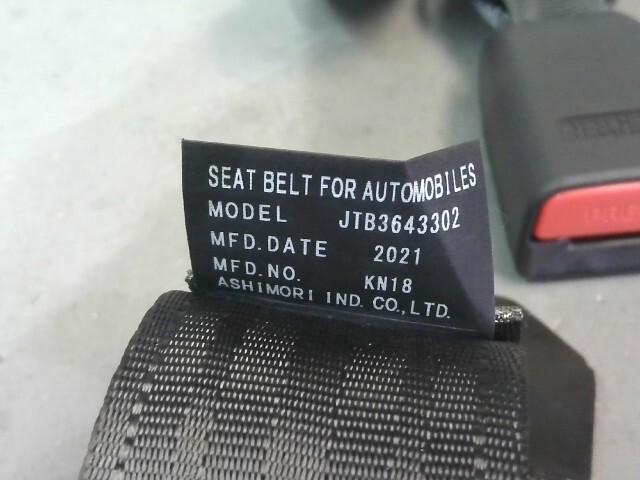 SEAT BELT FOR AUTOMOBILES
MODEL JTB3643302
MFD.DATE 2021
MFD.NO. KN18
ASHIMORI IND. CO.,LTD.